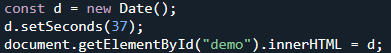 const d = new Date();
d.setSeconds(37);
document.getElementById("demo").innerHTML = d;